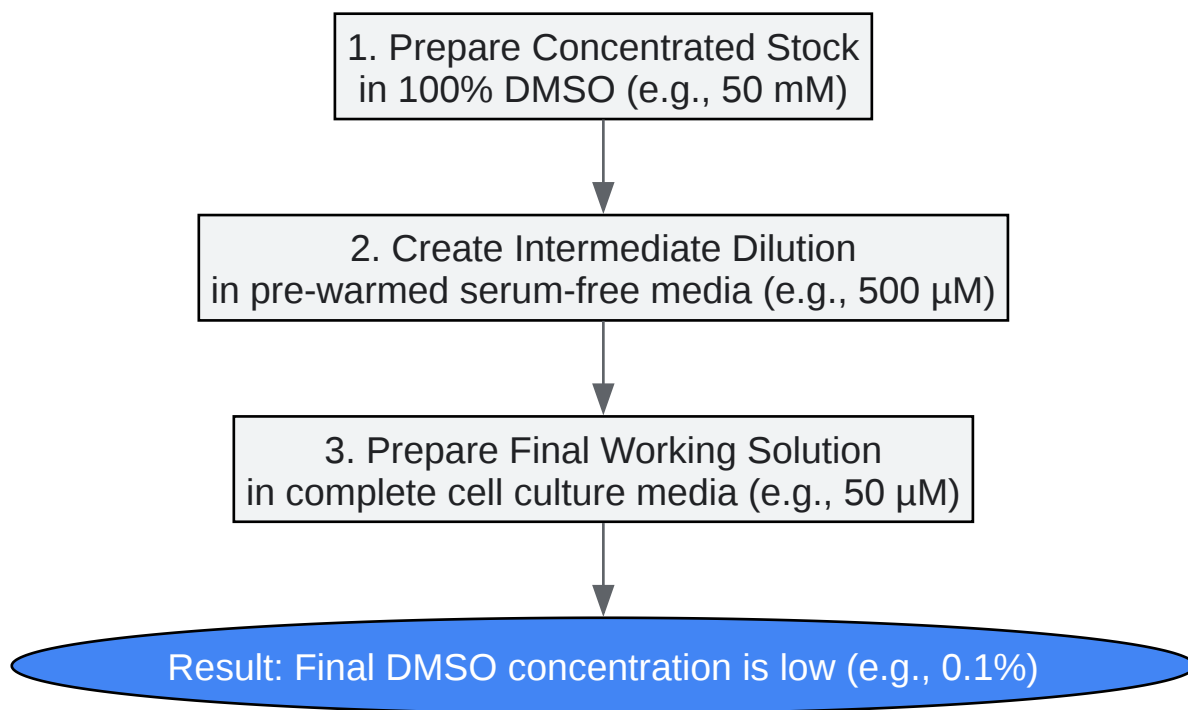 1. Prepare Concentrated Stock
in 100% DMSO (e.g., 50 mM)
2. Create Intermediate Dilution
in pre-warmed serum-free media (e.g., 500 µM)
3. Prepare Final Working Solution
in complete cell culture media (e.g., 50 µM)
Result: Final DMSO concentration is low (e.g., 0.1%)